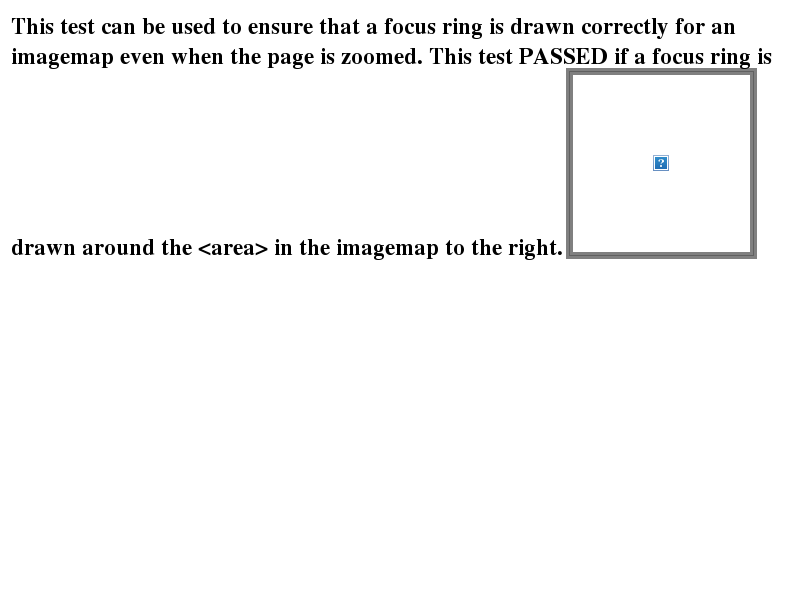 This test can be used to ensure that a focus ring is drawn correctly for an
imagemap even when the page is zoomed. This test PASSED if a focus ring is
drawn around the <area> in the imagemap to the right.
?